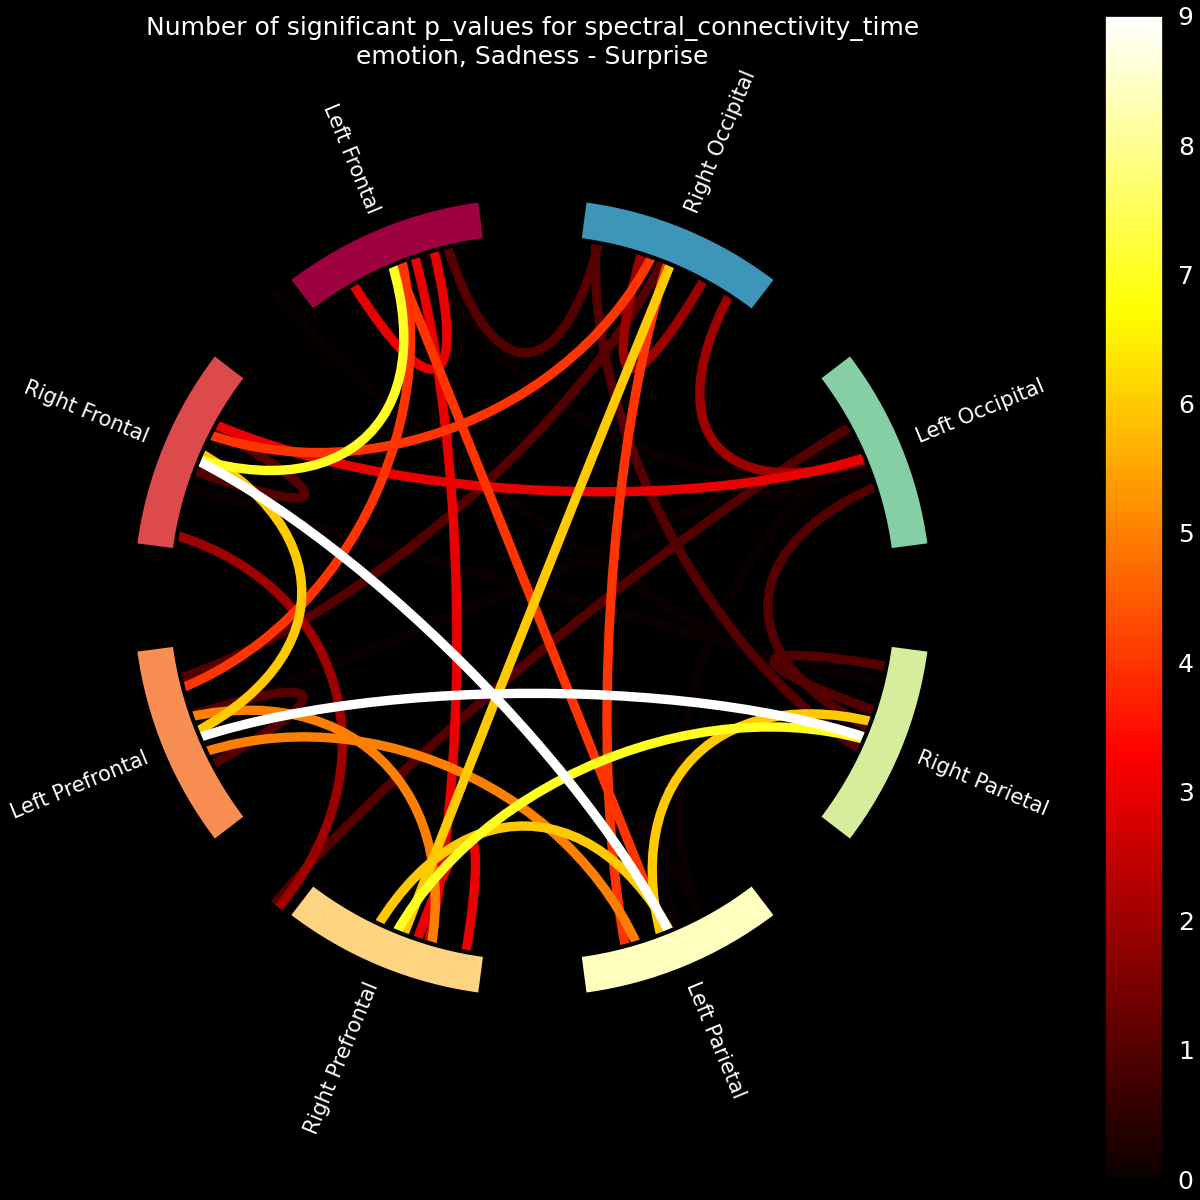 Number of significant p_values for spectral_connectivity_time
emotion, Sadness - Surprise
Left Frontal
Right Occipital
Right Frontal
Left Occipital
Left Prefrontal
Right Parietal
Right Prefrontal
Left Parietal
9
8
7
6
5
4
3
2
1
0